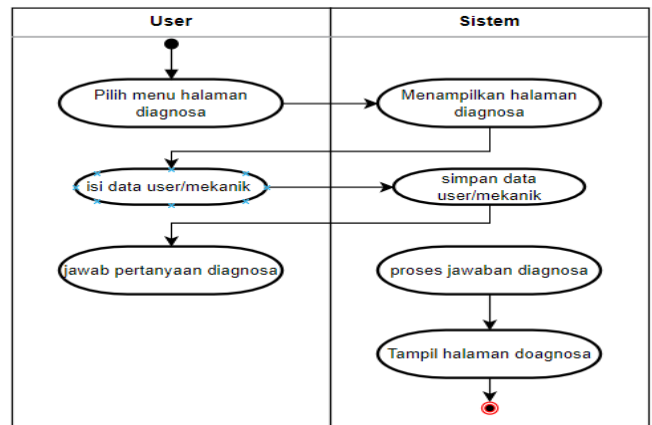 User
Sistem
Pilih menu halaman
diagnosa
Menampilkan halaman
diagnosa
isi data user/mekanik
simpan data
user/mekanik
jawab pertanyaan diagnosa
proses jawaban diagnosa
Tampil halaman doagnosa